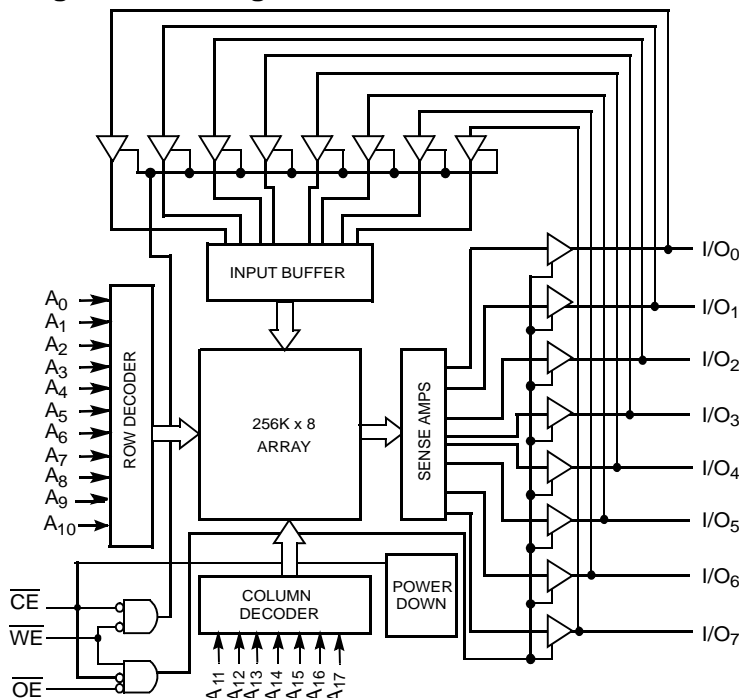 INPUT BUFFER
I/O0
I/O1
I/O2
I/O3
I/O4
I/O5
I/O6
I/O7
A0
A1
A2
A3
A4
A5
A6
A7
A8
A9
A10
ROW DECODER
256K x 8
ARRAY
SENSE AMPS
COLUMN
DECODER
POWER
DOWN
CE
WE
OE
A11
A12
A13
A14
A15
A16
A17